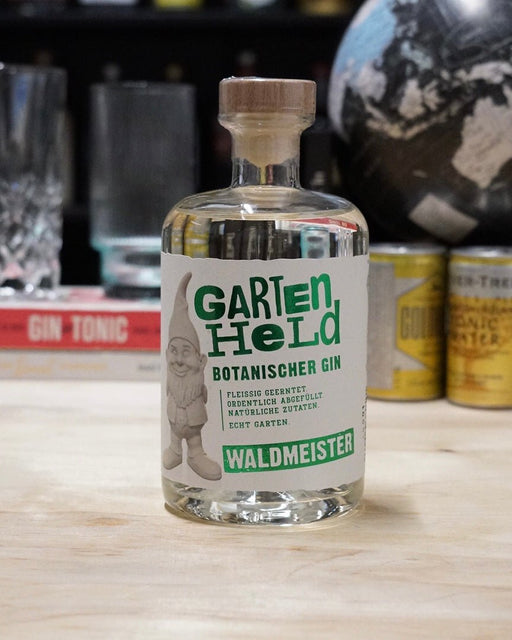 GARTEN
HeLD
BOTANISCHER GIN
FLEISSIG GEERNTET.
ORDENTLICH ABGEFÜLLT.
NATÜRLICHE ZUTATEN.
ECHT GARTEN.
WALDMEISTER
GIN TONIC